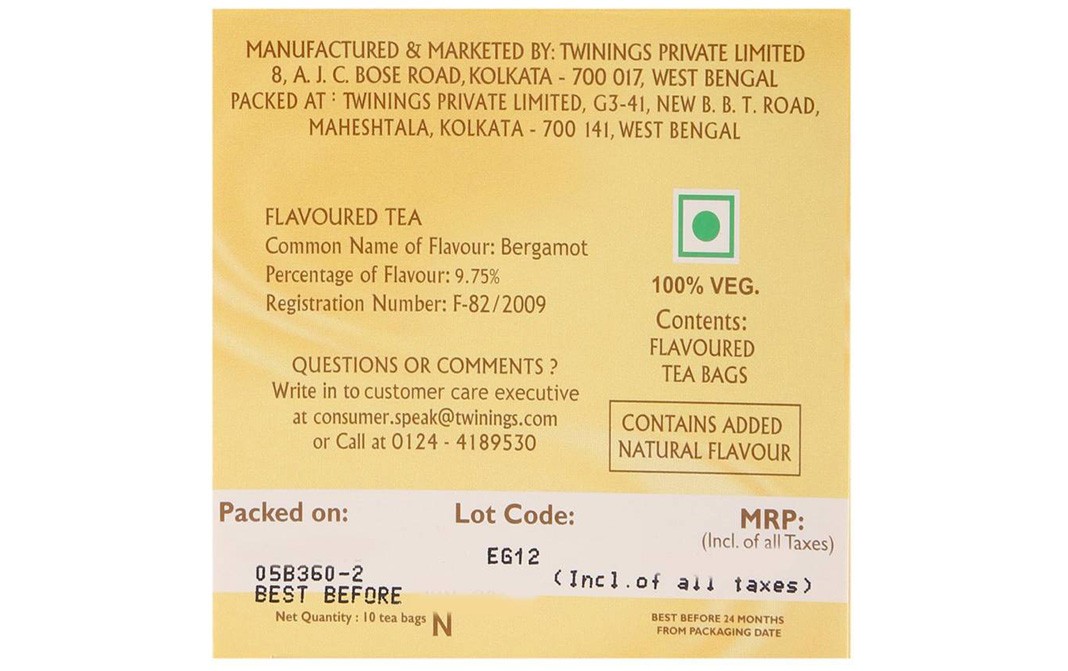 MANUFACTURED & MARKETED BY: TWININGS PRIVATE LIMITED
8, A. J. C. BOSE ROAD, KOLKATA - 700 017, WEST BENGAL
PACKED AT : TWININGS PRIVATE LIMITED, G3-41, NEW B. B. T. ROAD,
MAHESHTALA, KOLKATA - 700 141, WEST BENGAL
FLAVOURED TEA
Common Name of Flavour: Bergamot
Percentage of Flavour: 9.75%
Registration Number: F-82/2009
100% VEG.
Contents:
FLAVOURED
TEA BAGS
QUESTIONS OR COMMENTS ?
Write in to customer care executive
at consumer.speak@twinings.com
or Call at 0124 - 4189530
CONTAINS ADDED
NATURAL FLAVOUR
Packed on:
Lot Code:
MRP:
(Incl. of all Taxes)
EG12
05B360-2
(Incl.of all taxes)
BEST BEFORE
Net Quantity : 10 tea bags N
BEST BEFORE 24 MONTHS
FROM PACKAGING DATE